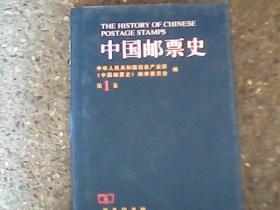 THE HISTORY OF CHINESE
POSTAGE STAMPS
中国邮票史
中华人民共和国信息产业部
《中国邮票史》编审委员会 编
第1卷